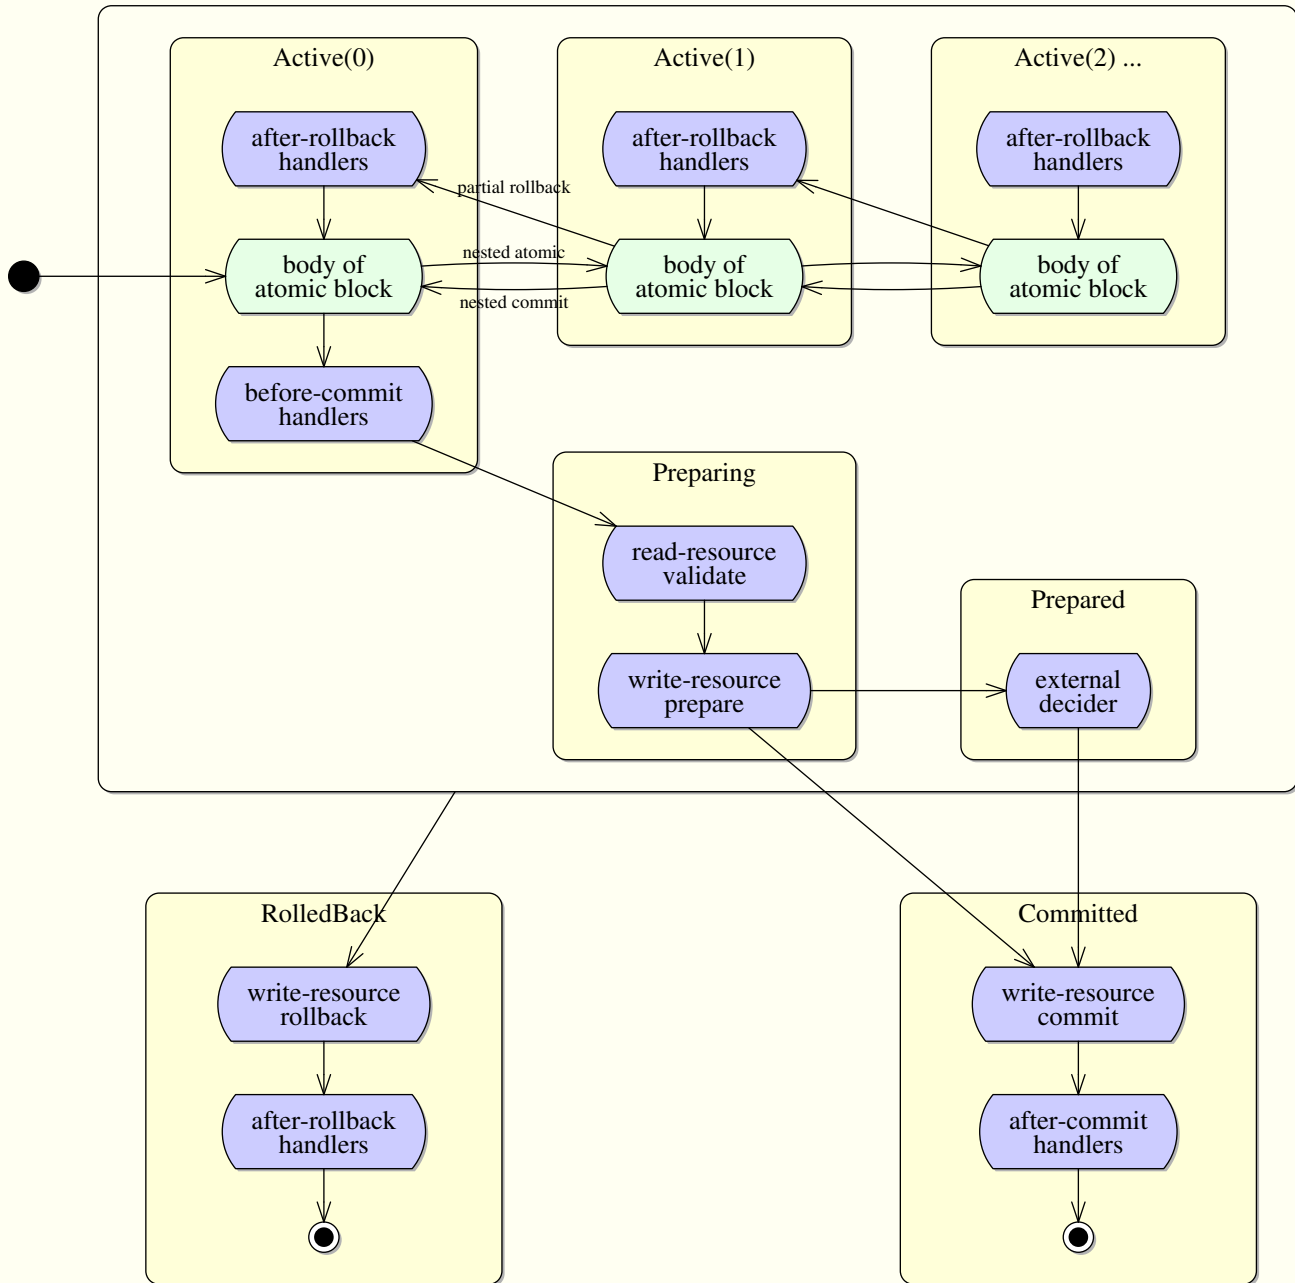 Active(0)
Active(1)
Active(2) ...
after-rollback
handlers
after-rollback
handlers
after-rollback
handlers
partial rollback
nested atomic
body of
atomic block
body of
atomic block
body of
atomic block
nested commit
before-commit
handlers
Preparing
read-resource
validate
Prepared
write-resource
prepare
external
decider
RolledBack
Committed
write-resource
rollback
write-resource
commit
after-rollback
handlers
after-commit
handlers